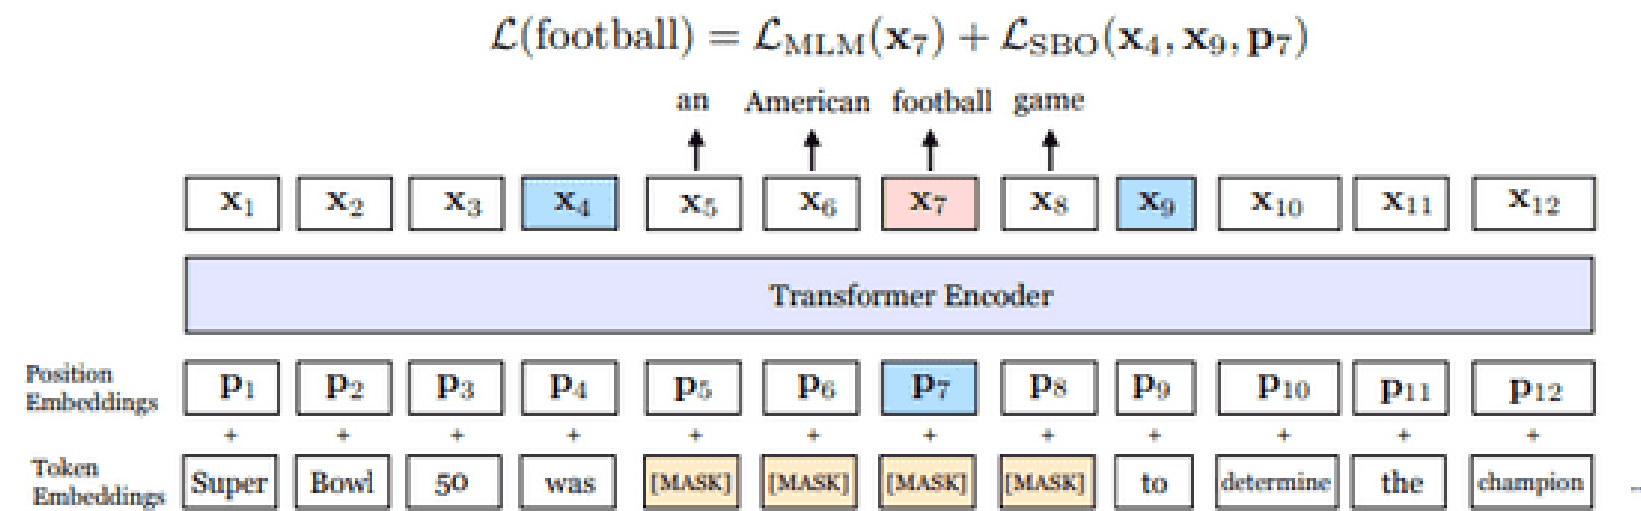 ℒ(football) = ℒ_MLM(x₇) + ℒ_SBO(x₄, x₉, p₇)
an American football game
x₁ x₂ x₃ x₄ x₅ x₆ x₇ x₈ x₉ x₁₀ x₁₁ x₁₂
Transformer Encoder
Position
Embeddings
p₁ p₂ p₃ p₄ p₅ p₆ p₇ p₈ p₉ p₁₀ p₁₁ p₁₂
+ + + + + + + + + + + +
Token
Embeddings
Super Bowl 50 was [MASK] [MASK] [MASK] [MASK] to determine the champion